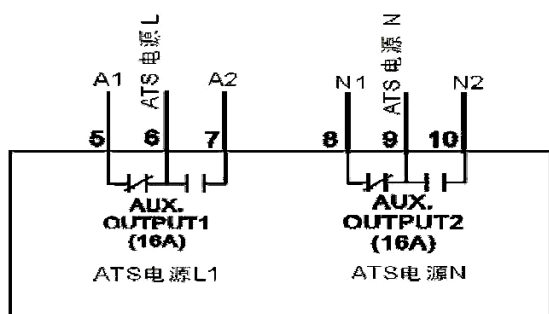 A1 ATS电源L A2 N1 ATS电源 N N2
5 6 7 8 9 10
AUX. OUTPUT1 (16A)
AUX. OUTPUT2 (16A)
ATS电源L1 ATS电源N